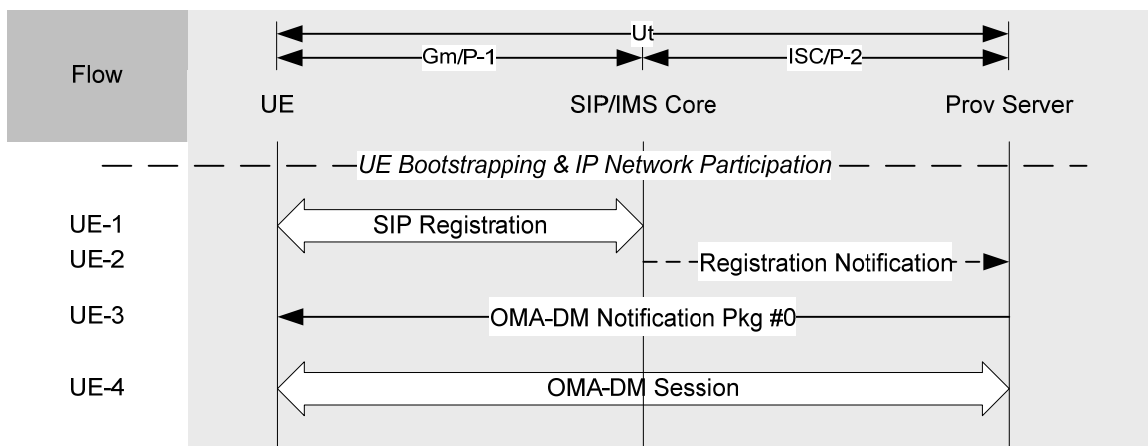 Ut
Gm/P-1 ISC/P-2
Flow
UE SIP/IMS Core Prov Server
UE Bootstrapping & IP Network Participation
UE-1 SIP Registration
UE-2 Registration Notification
UE-3 OMA-DM Notification Pkg #0
UE-4 OMA-DM Session